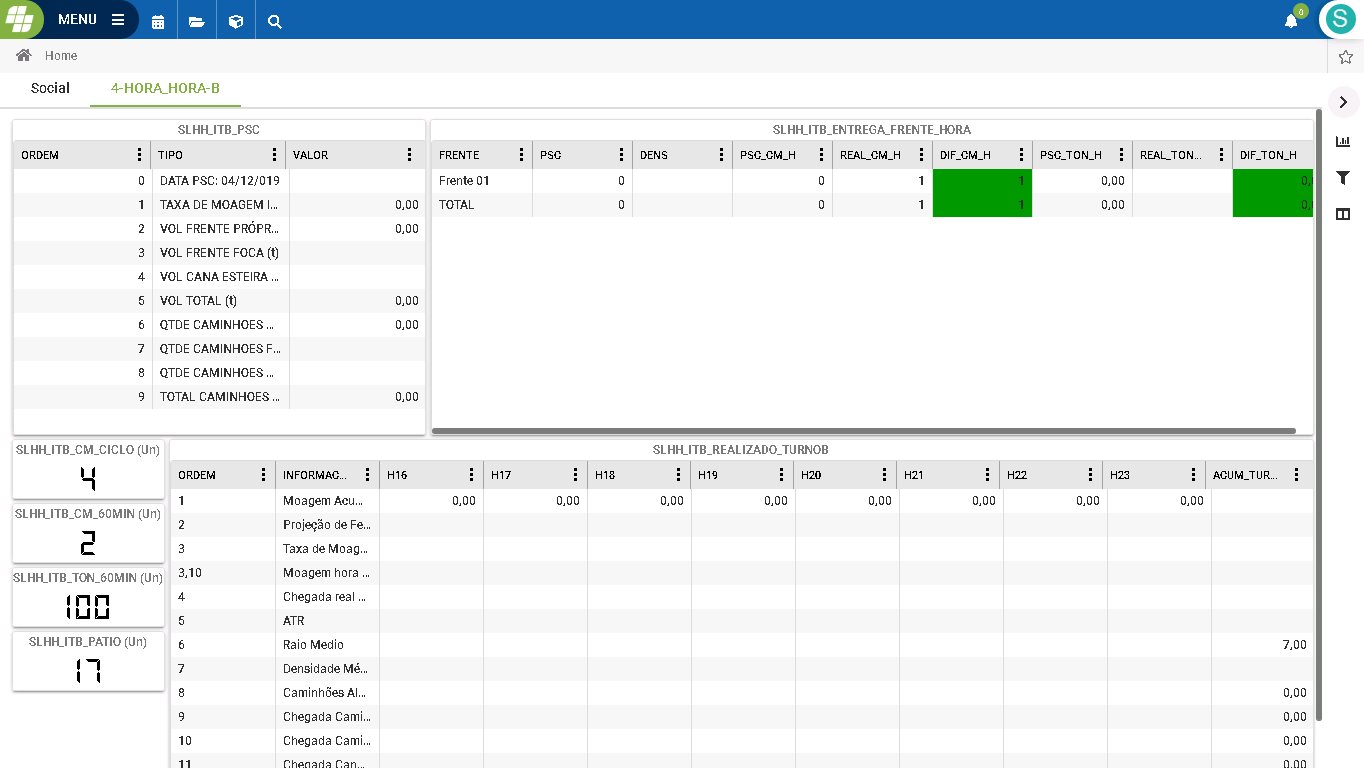 MENU
0
S
Home
Social 4-HORA_HORA-B
SLHH_ITB_PSC
ORDEM TIPO VALOR
0 DATA PSC: 04/12/019
1 TAXA DE MOAGEM I... 0,00
2 VOL FRENTE PRÓPR... 0,00
3 VOL FRENTE FOCA (t)
4 VOL CANA ESTEIRA ...
5 VOL TOTAL (t) 0,00
6 QTDE CAMINHOES ... 0,00
7 QTDE CAMINHOES F...
8 QTDE CAMINHOES ...
9 TOTAL CAMINHOES ... 0,00
SLHH_ITB_ENTREGA_FRENTE_HORA
FRENTE PSC DENS PSC_CM_H REAL_CM_H DIF_CM_H PSC_TON_H REAL_TON... DIF_TON_H
Frente 01 0 0 1 1 0,00 0,
TOTAL 0 0 1 1 0,00 0,
SLHH_ITB_CM_CICLO (Un)
4
SLHH_ITB_CM_60MIN (Un)
2
SLHH_ITB_TON_60MIN (Un)
100
SLHH_ITB_PATIO (Un)
17
SLHH_ITB_REALIZADO_TURNOB
ORDEM INFORMAC... H16 H17 H18 H19 H20 H21 H22 H23 ACUM_TUR...
1 Moagem Acu... 0,00 0,00 0,00 0,00 0,00 0,00 0,00 0,00
2 Projeção de Fe...
3 Taxa de Moag...
3,10 Moagem hora ...
4 Chegada real ...
5 ATR
6 Raio Medio 7,00
7 Densidade Mé...
8 Caminhões Al... 0,00
9 Chegada Cami... 0,00
10 Chegada Cami... 0,00
11 Chegada Can... 0,00